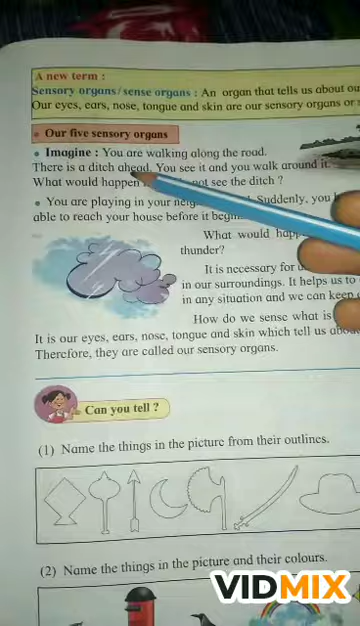 A new term :
Sensory organs/sense organs : An organ that tells us about
Our eyes, ears, nose, tongue and skin are our sensory organs or
• Our five sensory organs
• Imagine : You are walking along the road.
There is a ditch ahead. You see it and you walk around it.
What would happen not see the ditch ?
• You are playing in your Suddenly, you
able to reach your house before it
What would
thunder?
It is necessary for
in our surroundings. It helps us to
in any situation and we can keep
How do we sense what is
It is our eyes, ears, nose, tongue and skin which tell us
Therefore, they are called our sensory organs.
Can you tell ?
(1) Name the things in the picture from their outlines.
(2) Name the things in the picture and their colours.
VIDMIX